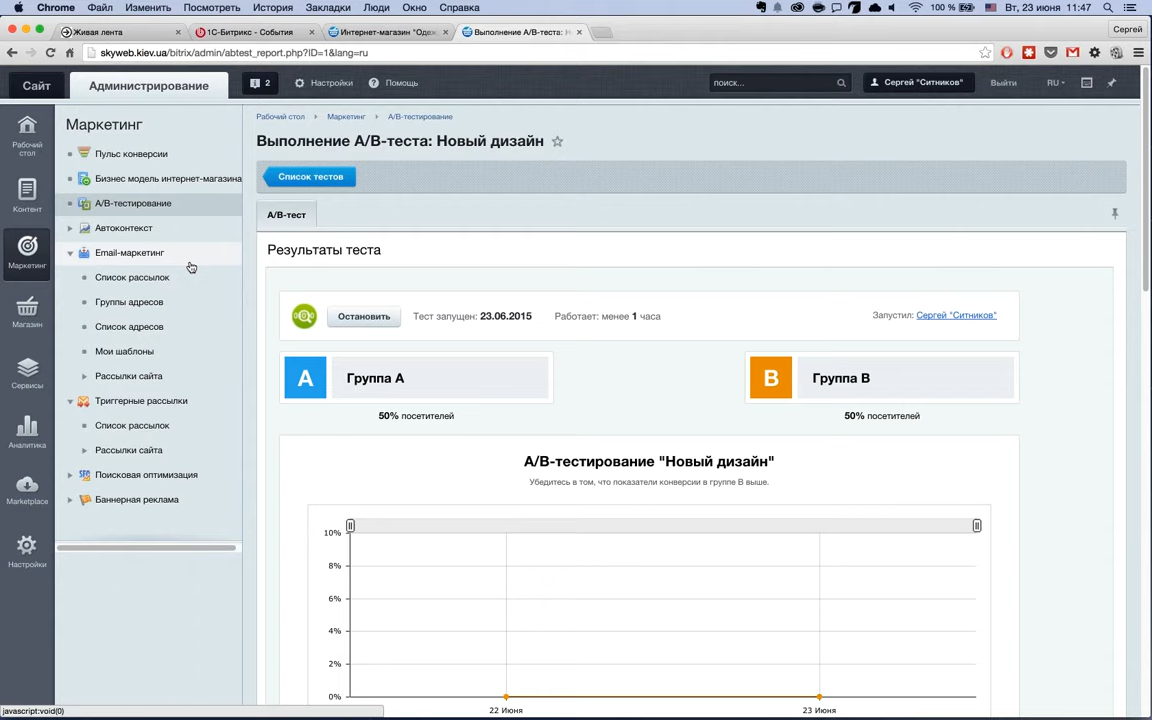 Chrome Файл Изменить Посмотреть История Закладки Люди Окно Справка 100 % Вт, 23 июня 11:47
Живая лента × 1С-Битрикс - События × Интернет-магазин "Одеж × Выполнение A/B-теста: Н × Сергей
skyweb.kiev.ua/bitrix/admin/abtest_report.php?ID=1&lang=ru
Сайт Администрирование 2 Настройки Помощь поиск... Сергей "Ситников" Выйти RU
Рабочий стол
Контент
Маркетинг
Магазин
Сервисы
Аналитика
Marketplace
Настройки
Маркетинг
Пульс конверсии
Бизнес модель интернет-магазина
A/B-тестирование
Автоконтекст
Email-маркетинг
Список рассылок
Группы адресов
Список адресов
Мои шаблоны
Рассылки сайта
Триггерные рассылки
Список рассылок
Рассылки сайта
Поисковая оптимизация
Баннерная реклама
Рабочий стол Маркетинг A/B-тестирование
Выполнение A/B-теста: Новый дизайн
Список тестов
A/B-тест
Результаты теста
Остановить Тест запущен: 23.06.2015 Работает: менее 1 часа Запустил: Сергей "Ситников"
A Группа A B Группа B
50% посетителей 50% посетителей
A/B-тестирование "Новый дизайн"
Убедитесь в том, что показатели конверсии в группе B выше.
10%
8%
6%
4%
2%
0%
22 Июня 23 Июня
javascript:void(0)